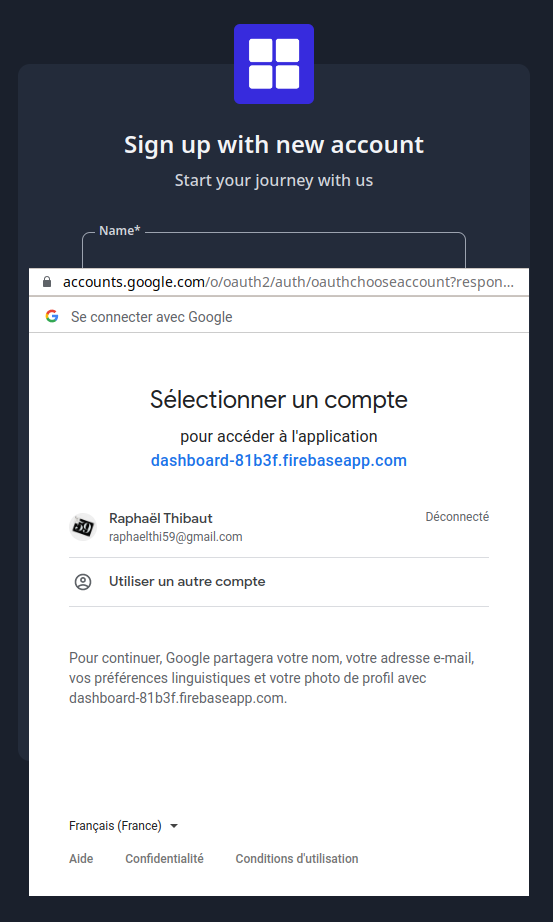 Sign up with new account
Start your journey with us
Name*
accounts.google.com/o/oauth2/auth/oauthchooseaccount?respon...
Se connecter avec Google
Sélectionner un compte
pour accéder à l'application
dashboard-81b3f.firebaseapp.com
Raphaël Thibaut
Déconnecté
raphaelthi59@gmail.com
Utiliser un autre compte
Pour continuer, Google partagera votre nom, votre adresse e-mail,
vos préférences linguistiques et votre photo de profil avec
dashboard-81b3f.firebaseapp.com.
Français (France)
Aide Confidentialité Conditions d'utilisation